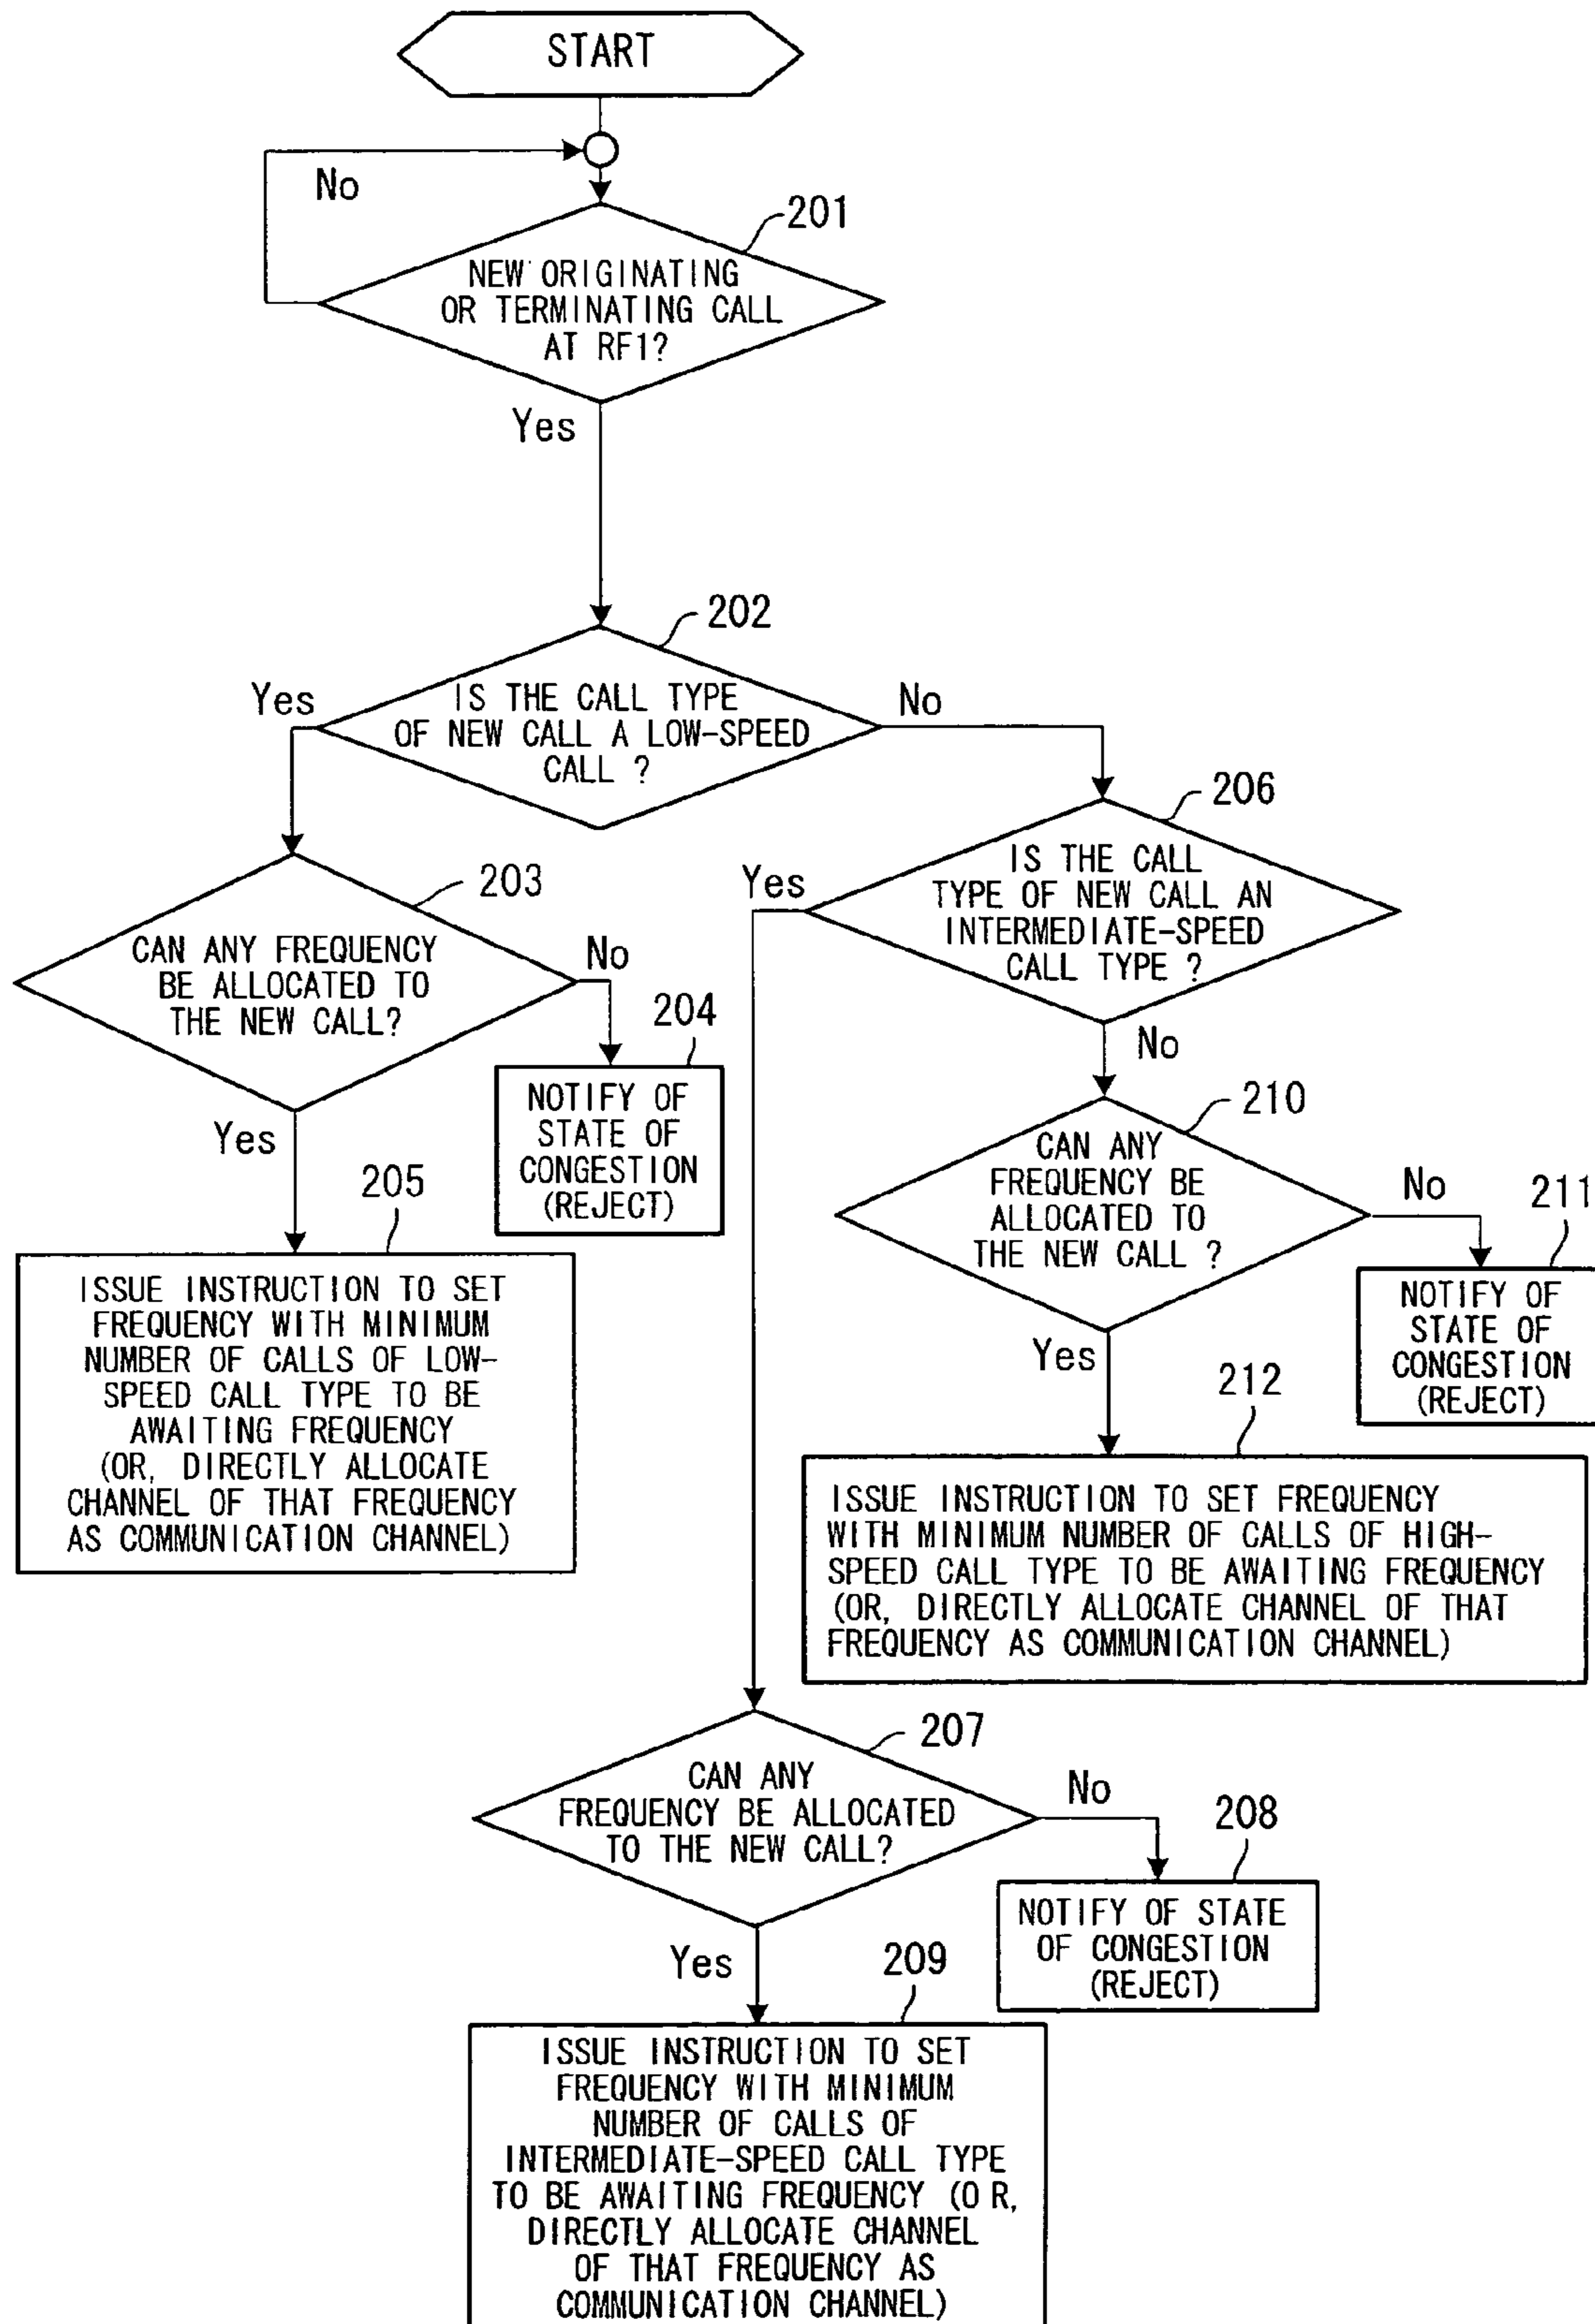 START
No
201
NEW ORIGINATING
OR TERMINATING CALL
AT RF1?
Yes
202
IS THE CALL TYPE
OF NEW CALL A LOW-SPEED
CALL ?
Yes
No
203
CAN ANY FREQUENCY
BE ALLOCATED TO
THE NEW CALL?
No
204
NOTIFY OF
STATE OF
CONGESTION
(REJECT)
Yes
205
ISSUE INSTRUCTION TO SET
FREQUENCY WITH MINIMUM
NUMBER OF CALLS OF LOW-
SPEED CALL TYPE TO BE
AWAITING FREQUENCY
(OR, DIRECTLY ALLOCATE
CHANNEL OF THAT FREQUENCY
AS COMMUNICATION CHANNEL)
206
IS THE CALL
TYPE OF NEW CALL AN
INTERMEDIATE-SPEED
CALL TYPE ?
Yes
No
210
CAN ANY
FREQUENCY BE
ALLOCATED TO
THE NEW CALL ?
No
211
NOTIFY OF
STATE OF
CONGESTION
(REJECT)
Yes
212
ISSUE INSTRUCTION TO SET FREQUENCY
WITH MINIMUM NUMBER OF CALLS OF HIGH-
SPEED CALL TYPE TO BE AWAITING FREQUENCY
(OR, DIRECTLY ALLOCATE CHANNEL OF THAT
FREQUENCY AS COMMUNICATION CHANNEL)
207
CAN ANY
FREQUENCY BE ALLOCATED
TO THE NEW CALL?
No
208
NOTIFY OF STATE
OF CONGESTION
(REJECT)
Yes
209
ISSUE INSTRUCTION TO SET
FREQUENCY WITH MINIMUM
NUMBER OF CALLS OF
INTERMEDIATE-SPEED CALL TYPE
TO BE AWAITING FREQUENCY (O R,
DIRECTLY ALLOCATE CHANNEL
OF THAT FREQUENCY AS
COMMUNICATION CHANNEL)